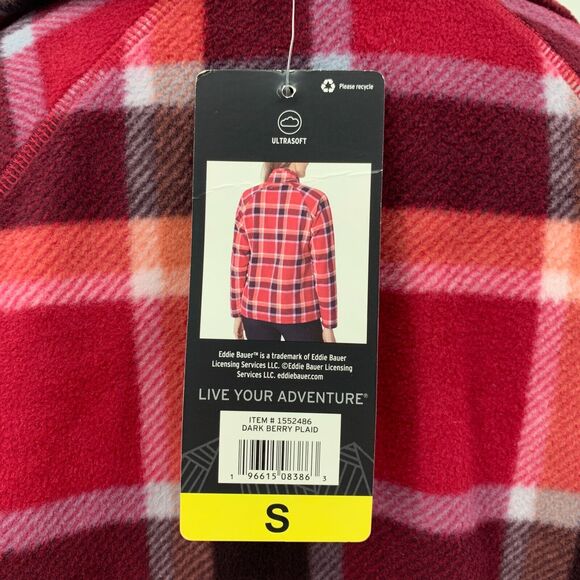 Please recycle
ULTRASOFT
Eddie Bauer™ is a trademark of Eddie Bauer
Licensing Services LLC. ©Eddie Bauer Licensing
Services LLC. eddiebauer.com
LIVE YOUR ADVENTURE®
ITEM # 1552486
DARK BERRY PLAID
1 96615 08386 3
S